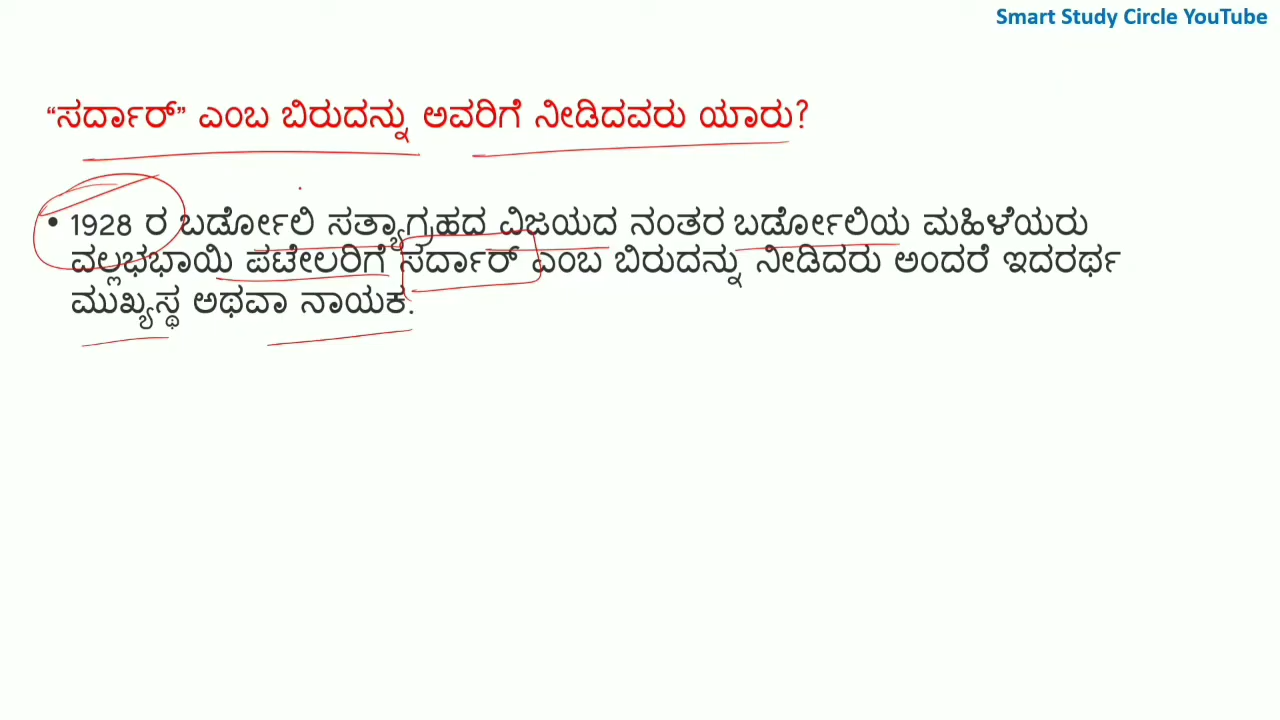 Smart Study Circle YouTube
“ಸರ್ದಾರ್” ಎಂಬ ಬಿರುದನ್ನು ಅವರಿಗೆ ನೀಡಿದವರು ಯಾರು?
• 1928 ರ ಬರ್ಡೋಲಿ ಸತ್ಯಾಗ್ರಹದ ವಿಜಯದ ನಂತರ ಬರ್ಡೋಲಿಯ ಮಹಿಳೆಯರು
ವಲ್ಲಭಭಾಯಿ ಪಟೇಲರಿಗೆ ಸರ್ದಾರ್ ಎಂಬ ಬಿರುದನ್ನು ನೀಡಿದರು ಅಂದರೆ ಇದರರ್ಥ
ಮುಖ್ಯಸ್ಥ ಅಥವಾ ನಾಯಕ.